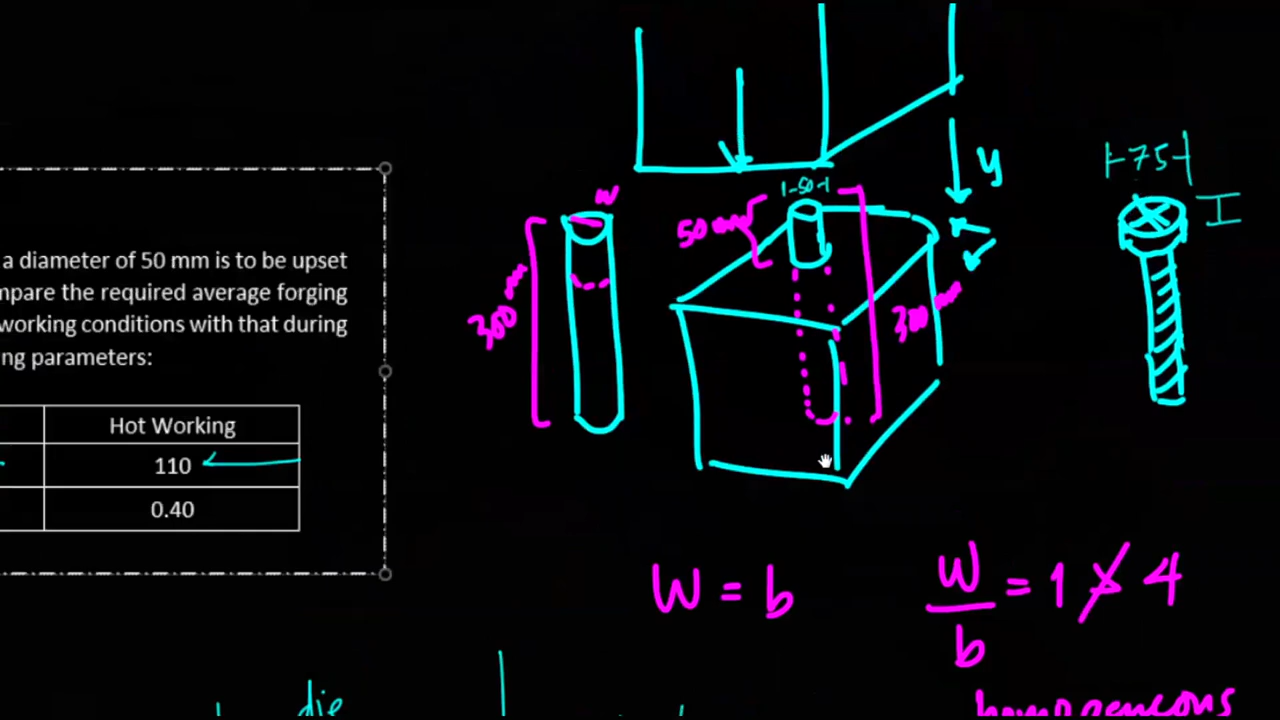 a diameter of 50 mm is to be upset
mpare the required average forging
working conditions with that during
ng parameters:
Hot Working
110
0.40
w
300 mm
50 mm
50
300 mm
y
75
W = b
W/b = 1 ≯ 4
die
homogeneous